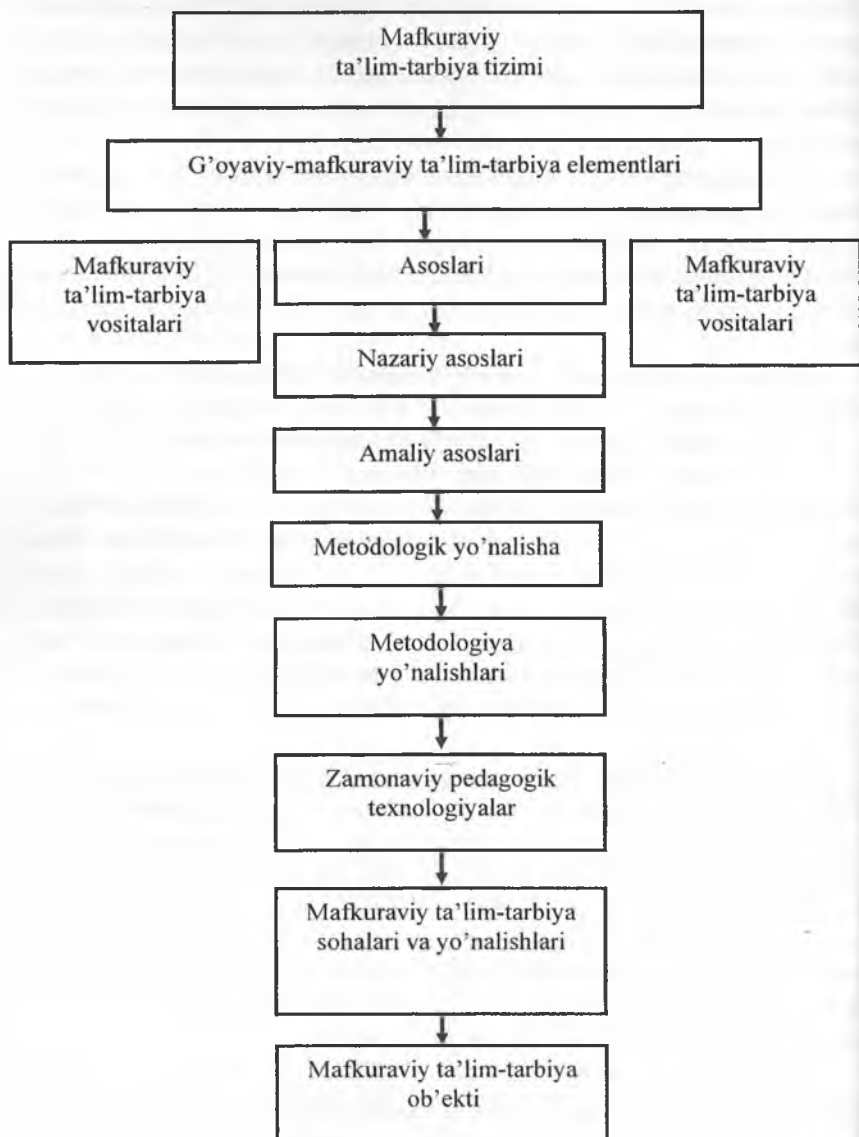 Mafkuraviy
ta'lim-tarbiya tizimi
G'oyaviy-mafkuraviy ta'lim-tarbiya elementlari
Mafkuraviy
ta'lim-tarbiya
vositalari
Asoslari
Mafkuraviy
ta'lim-tarbiya
vositalari
Nazariy asoslari
Amaliy asoslari
Metodologik yo'nalisha
Metodologiya
yo'nalishlari
Zamonaviy pedagogik
texnologiyalar
Mafkuraviy ta'lim-tarbiya
sohalari va yo'nalishlari
Mafkuraviy ta'lim-tarbiya
ob'ekti